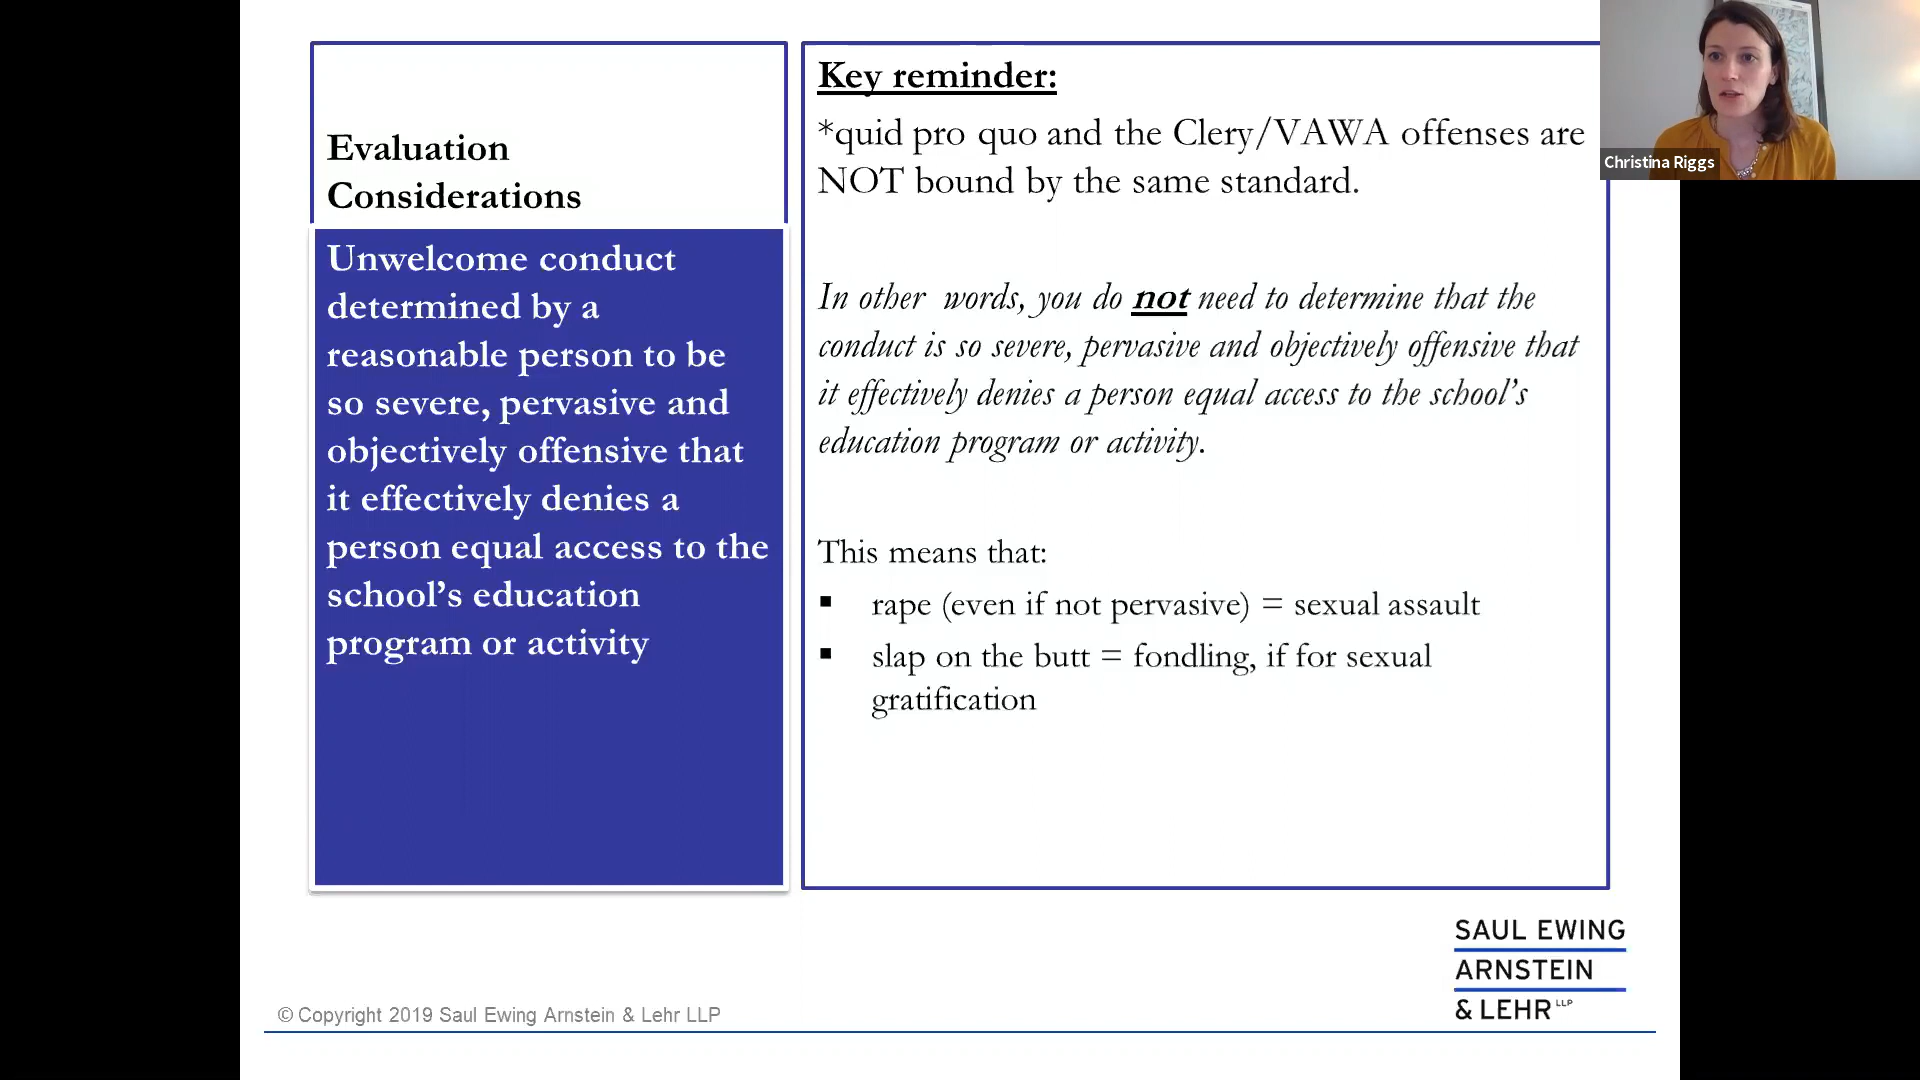 Evaluation
Considerations
Unwelcome conduct
determined by a
reasonable person to be
so severe, pervasive and
objectively offensive that
it effectively denies a
person equal access to the
school’s education
program or activity
Key reminder:
*quid pro quo and the Clery/VAWA offenses are
NOT bound by the same standard.
In other words, you do not need to determine that the
conduct is so severe, pervasive and objectively offensive that
it effectively denies a person equal access to the school’s
education program or activity.
This means that:
▪ rape (even if not pervasive) = sexual assault
▪ slap on the butt = fondling, if for sexual
gratification
Christina Riggs
SAUL EWING
ARNSTEIN
& LEHR LLP
© Copyright 2019 Saul Ewing Arnstein & Lehr LLP